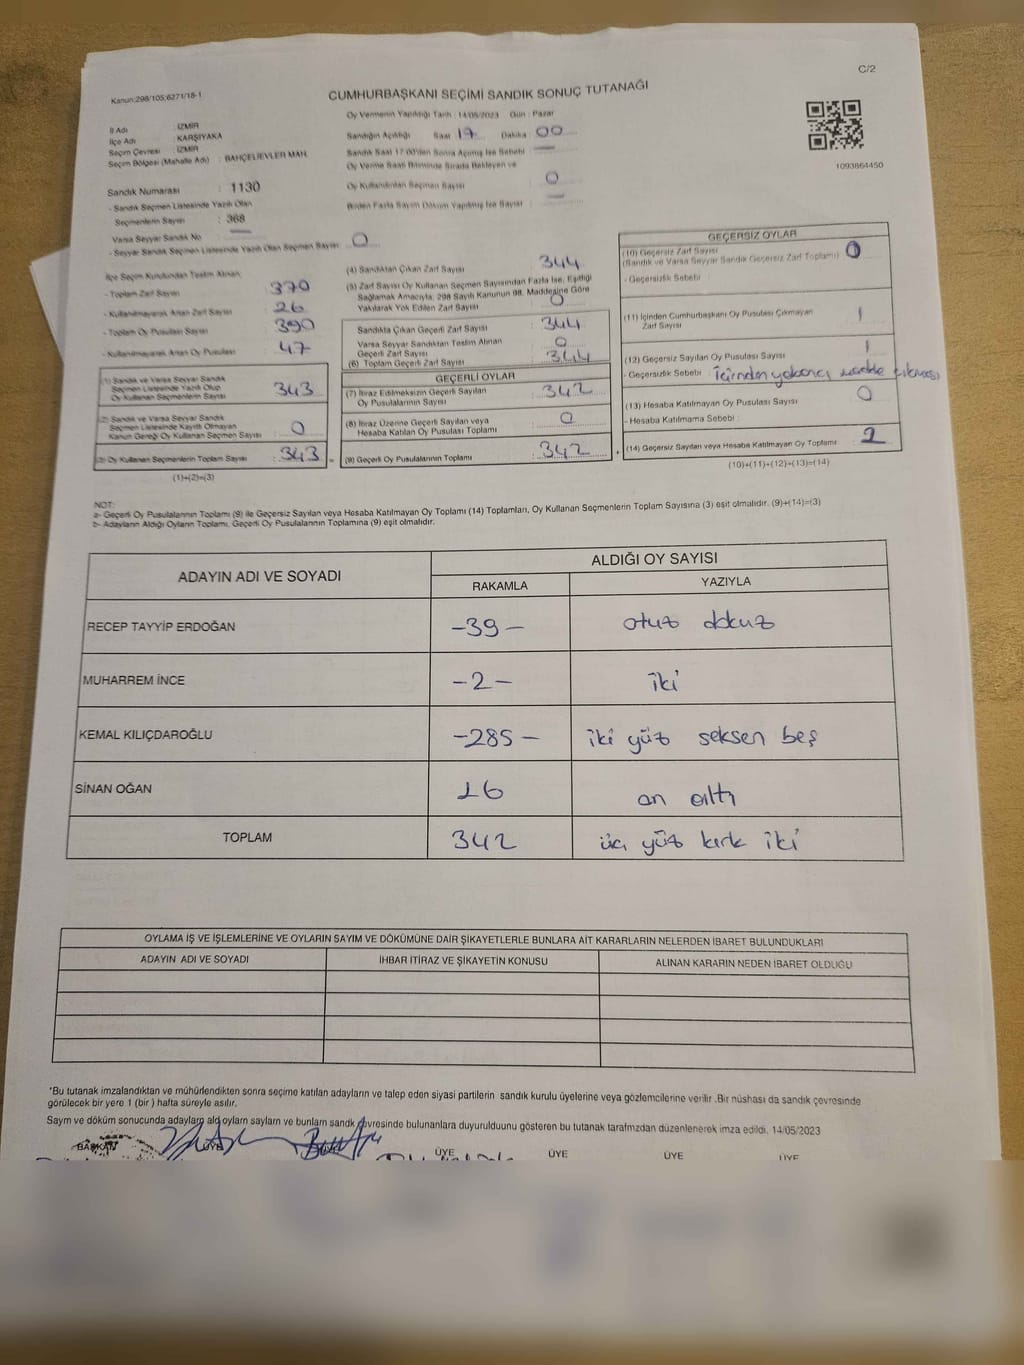 C/2
Kanun:298/105;6271/18-1
CUMHURBAŞKANI SEÇİMİ SANDIK SONUÇ TUTANAĞI
Oy Vermenin Yapıldığı Tarih : 14/05/2023 Gün : Pazar
İl Adı : İZMİR
İlçe Adı : KARŞIYAKA
Seçim Çevresi : İZMİR
Seçim Bölgesi (Mahalle Adı) : BAHÇELİEVLER MAH.
Sandığın Açıldığı Saat 17 Dakika 00
Sandık Saat 17.00'den Sonra Açılmış İse Sebebi
Oy Verme Saati Bitiminde Sırada Bekleyen ve
Oy Kullandırılan Seçmen Sayısı 0
Birden Fazla Sayım Döküm Yapılmış İse Sayısı
1093864450
Sandık Numarası : 1130
- Sandık Seçmen Listesinde Yazılı Olan
Seçmenlerin Sayısı : 368
Varsa Seyyar Sandık No
- Seyyar Sandık Seçmen Listesinde Yazılı Olan Seçmen Sayısı 0
İlçe Seçim Kurulundan Teslim Alınan
- Toplam Zarf Sayısı 370
- Kullanılmayarak Artan Zarf Sayısı 26
- Toplam Oy Pusulası Sayısı 390
- Kullanılmayarak Artan Oy Pusulası 47
(1) Sandık ve Varsa Seyyar Sandık
Seçmen Listesinde Yazılı Olup
Oy Kullanan Seçmenlerin Sayısı 343
(2) Sandık ve Varsa Seyyar Sandık
Seçmen Listesinde Kayıtlı Olmayan
Kanun Gereği Oy Kullanan Seçmen Sayısı 0
(3) Oy Kullanan Seçmenlerin Toplam Sayısı 343
(1)+(2)=(3)
(4) Sandıktan Çıkan Zarf Sayısı 344
(5) Zarf Sayısı Oy Kullanan Seçmen Sayısından Fazla İse, Eşitliği
Sağlamak Amacıyla, 298 Sayılı Kanunun 98. Maddesine Göre
Yakılarak Yok Edilen Zarf Sayısı 0
Sandıkta Çıkan Geçerli Zarf Sayısı 344
Varsa Seyyar Sandıktan Teslim Alınan
Geçerli Zarf Sayısı 0
(6) Toplam Geçerli Zarf Sayısı 344
GEÇERLİ OYLAR
(7) İtiraz Edilmeksizin Geçerli Sayılan
Oy Pusulalarının Sayısı 342
(8) İtiraz Üzerine Geçerli Sayılan veya
Hesaba Katılan Oy Pusulaları Toplamı 0
(9) Geçerli Oy Pusulalarının Toplamı 342
GEÇERSİZ OYLAR
(10) Geçersiz Zarf Sayısı
(Sandık ve Varsa Seyyar Sandık Geçersiz Zarf Toplamı) 0
- Geçersizlik Sebebi
(11) İçinden Cumhurbaşkanı Oy Pusulası Çıkmayan
Zarf Sayısı 1
(12) Geçersiz Sayılan Oy Pusulası Sayısı 1
- Geçersizlik Sebebi : içinden yabancı madde çıkması
(13) Hesaba Katılmayan Oy Pusulası Sayısı 0
- Hesaba Katılmama Sebebi :
(14) Geçersiz Sayılan veya Hesaba Katılmayan Oy Toplamı : 2
(10)+(11)+(12)+(13)=(14)
NOT:
a- Geçerli Oy Pusulalarının Toplamı (9) ile Geçersiz Sayılan veya Hesaba Katılmayan Oy Toplamı (14) Toplamları, Oy Kullanan Seçmenlerin Toplam Sayısına (3) eşit olmalıdır. (9)+(14)=(3)
b- Adayların Aldığı Oyların Toplamı, Geçerli Oy Pusulalarının Toplamına (9) eşit olmalıdır.
ADAYIN ADI VE SOYADI
ALDIĞI OY SAYISI
RAKAMLA YAZIYLA
RECEP TAYYİP ERDOĞAN -39- otuz dokuz
MUHARREM İNCE -2- iki
KEMAL KILIÇDAROĞLU -285- iki yüz seksen beş
SİNAN OĞAN 16 on altı
TOPLAM 342 üç yüz kırk iki
OYLAMA İŞ VE İŞLEMLERİNE VE OYLARIN SAYIM VE DÖKÜMÜNE DAİR ŞİKAYETLERLE BUNLARA AİT KARARLARIN NELERDEN İBARET BULUNDUKLARI
ADAYIN ADI VE SOYADI İHBAR İTİRAZ VE ŞİKAYETİN KONUSU ALINAN KARARIN NEDEN İBARET OLDUĞU
*Bu tutanak imzalandıktan ve mühürlendikten sonra seçime katılan adayların ve talep eden siyasi partilerin sandık kurulu üyelerine veya gözlemcilerine verilir .Bir nüshası da sandık çevresinde
görülecek bir yere 1 (bir ) hafta süreyle asılır.
Sayım ve döküm sonucunda adayların aldı oyların sayıları ve bunların sandık çevresinde bulunanlara duyurulduunu gösteren bu tutanak tarafımzdan düzenlenerek imza edildi. 14/05/2023
BAŞKAN ÜYE ÜYE ÜYE ÜYE ÜYE